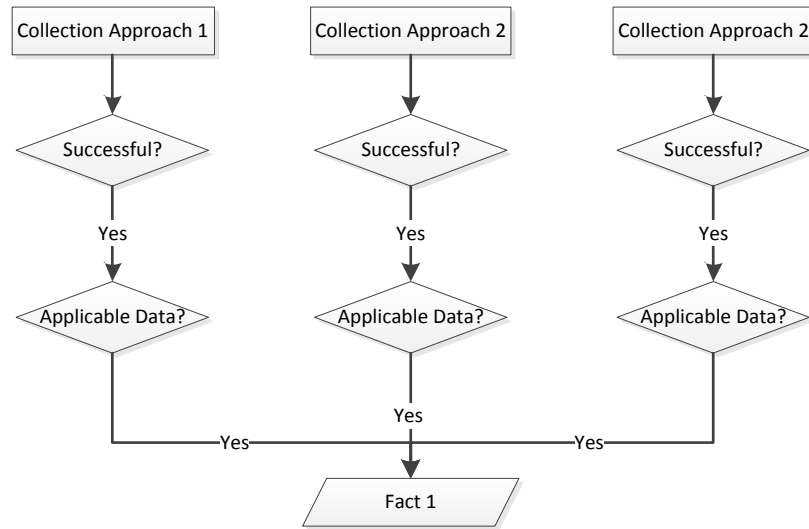 Collection Approach 1
Collection Approach 2
Collection Approach 2
Successful?
Successful?
Successful?
Yes
Yes
Yes
Applicable Data?
Applicable Data?
Applicable Data?
Yes
Yes
Yes
Fact 1